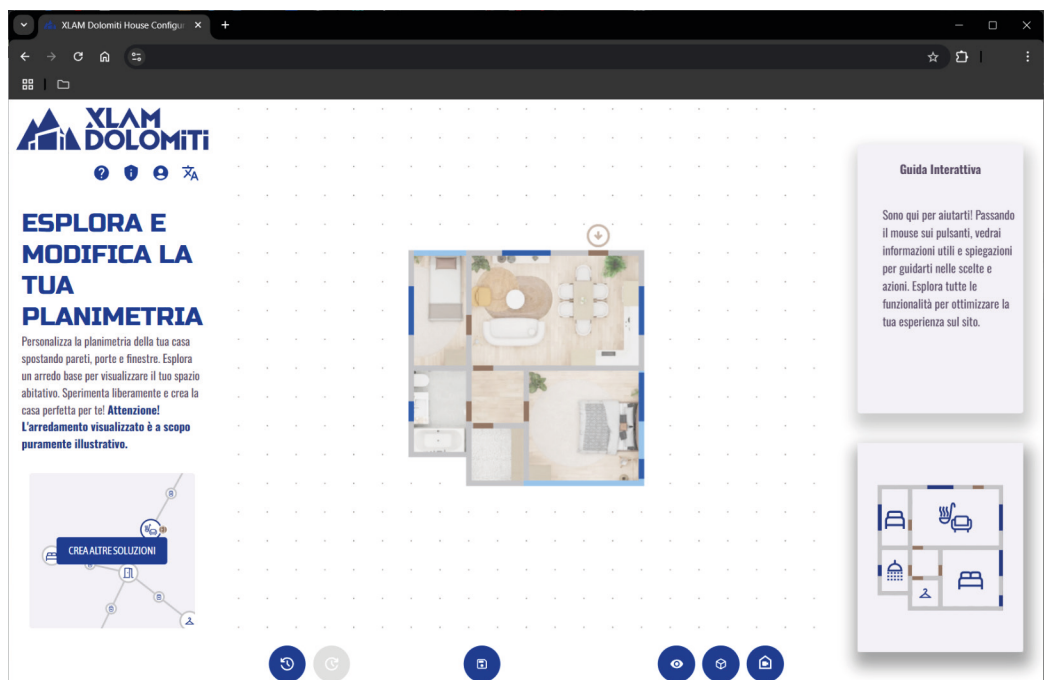 XLAM Dolomiti House Configu
XLAM
DOLOMiTi
ESPLORA E
MODIFICA LA
TUA
PLANIMETRIA
Personalizza la planimetria della tua casa
spostando pareti, porte e finestre. Esplora
un arredo base per visualizzare il tuo spazio
abitativo. Sperimenta liberamente e crea la
casa perfetta per te! Attenzione!
L'arredamento visualizzato è a scopo
puramente illustrativo.
CREA ALTRE SOLUZIONI
Guida Interattiva
Sono qui per aiutarti! Passando
il mouse sui pulsanti, vedrai
informazioni utili e spiegazioni
per guidarti nelle scelte e
azioni. Esplora tutte le
funzionalità per ottimizzare la
tua esperienza sul sito.